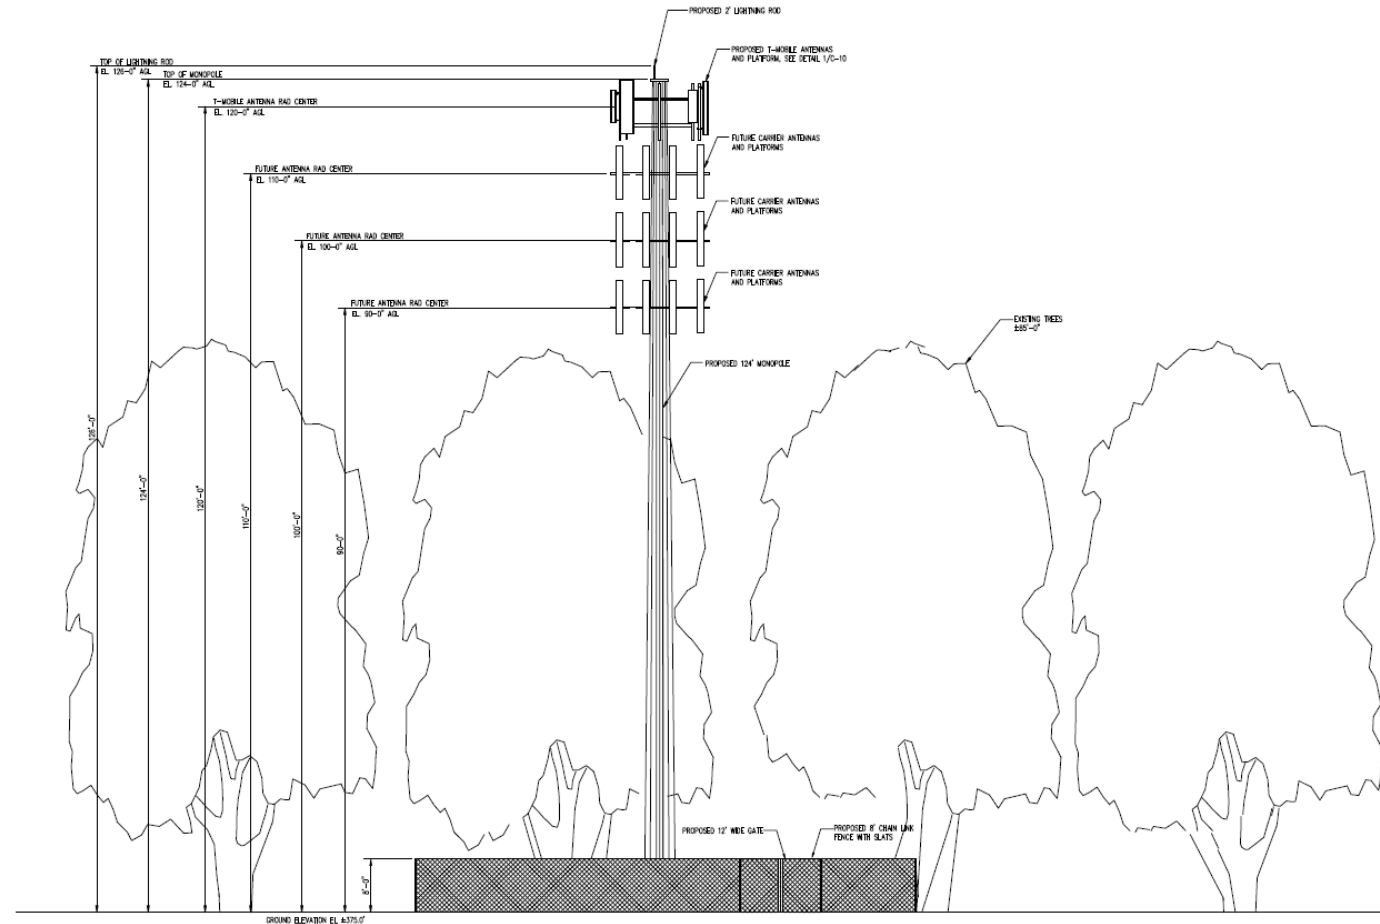 PROPOSED 2' LIGHTNING ROD
TOP OF LIGHTNING ROD
EL. 126'-0" AGL
TOP OF MONOPOLE
EL. 124'-0" AGL
PROPOSED T-MOBILE ANTENNAS
AND PLATFORM, SEE DETAIL 1/C-10
T-MOBILE ANTENNA RAD CENTER
EL. 120'-0" AGL
FUTURE CARRIER ANTENNAS
AND PLATFORMS
FUTURE ANTENNA RAD CENTER
EL. 110'-0" AGL
FUTURE CARRIER ANTENNAS
AND PLATFORMS
FUTURE ANTENNA RAD CENTER
EL. 100'-0" AGL
FUTURE CARRIER ANTENNAS
AND PLATFORMS
FUTURE ANTENNA RAD CENTER
EL. 90'-0" AGL
EXISTING TREES
±85'-0"
PROPOSED 124' MONOPOLE
126'-0"
124'-0"
120'-0"
110'-0"
100'-0"
90'-0"
PROPOSED 12' WIDE GATE
PROPOSED 8' CHAIN LINK
FENCE WITH SLATS
8'-0"
GROUND ELEVATION EL. ±375.0'